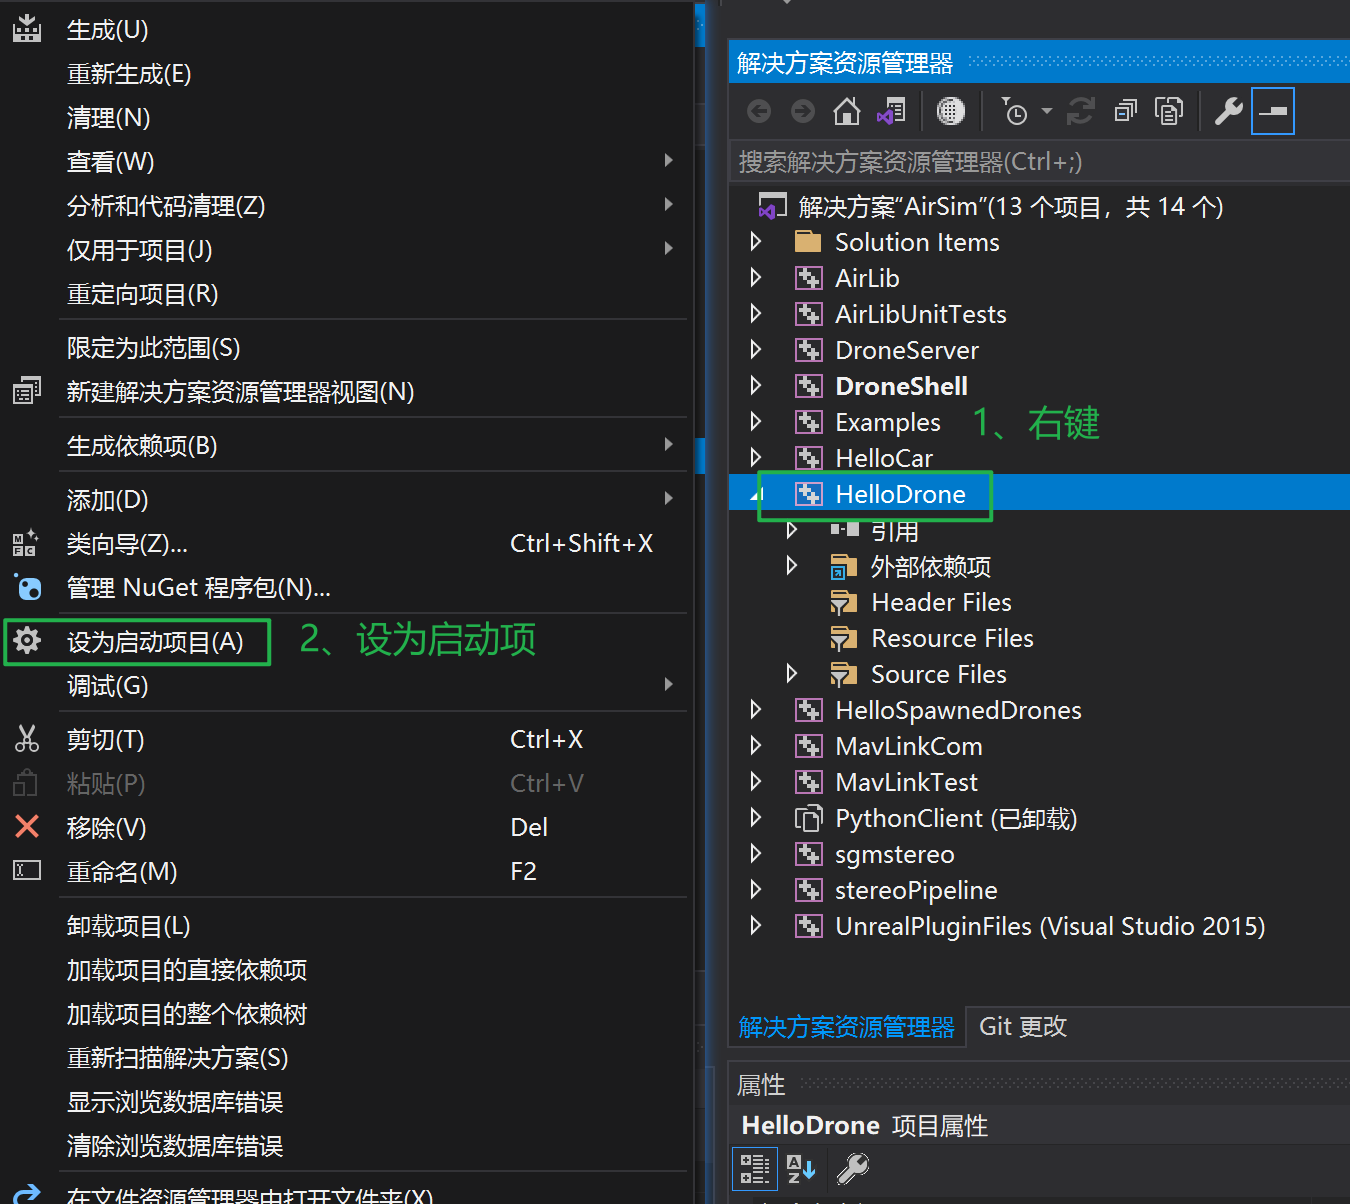 生成(U)
重新生成(E)
清理(N)
查看(W)
分析和代码清理(Z)
仅用于项目(J)
重定向项目(R)
限定为此范围(S)
新建解决方案资源管理器视图(N)
生成依赖项(B)
添加(D)
类向导(Z)... Ctrl+Shift+X
管理 NuGet 程序包(N)...
设为启动项目(A)
2、设为启动项
调试(G)
剪切(T) Ctrl+X
粘贴(P) Ctrl+V
移除(V) Del
重命名(M) F2
卸载项目(L)
加载项目的直接依赖项
加载项目的整个依赖树
重新扫描解决方案(S)
显示浏览数据库错误
清除浏览数据库错误
在文件资源管理器中打开文件夹(X)
解决方案资源管理器
搜索解决方案资源管理器(Ctrl+;)
解决方案“AirSim”(13 个项目，共 14 个)
Solution Items
AirLib
AirLibUnitTests
DroneServer
DroneShell
Examples
1、右键
HelloCar
HelloDrone
引用
外部依赖项
Header Files
Resource Files
Source Files
HelloSpawnedDrones
MavLinkCom
MavLinkTest
PythonClient (已卸载)
sgmstereo
stereoPipeline
UnrealPluginFiles (Visual Studio 2015)
解决方案资源管理器 Git 更改
属性
HelloDrone 项目属性